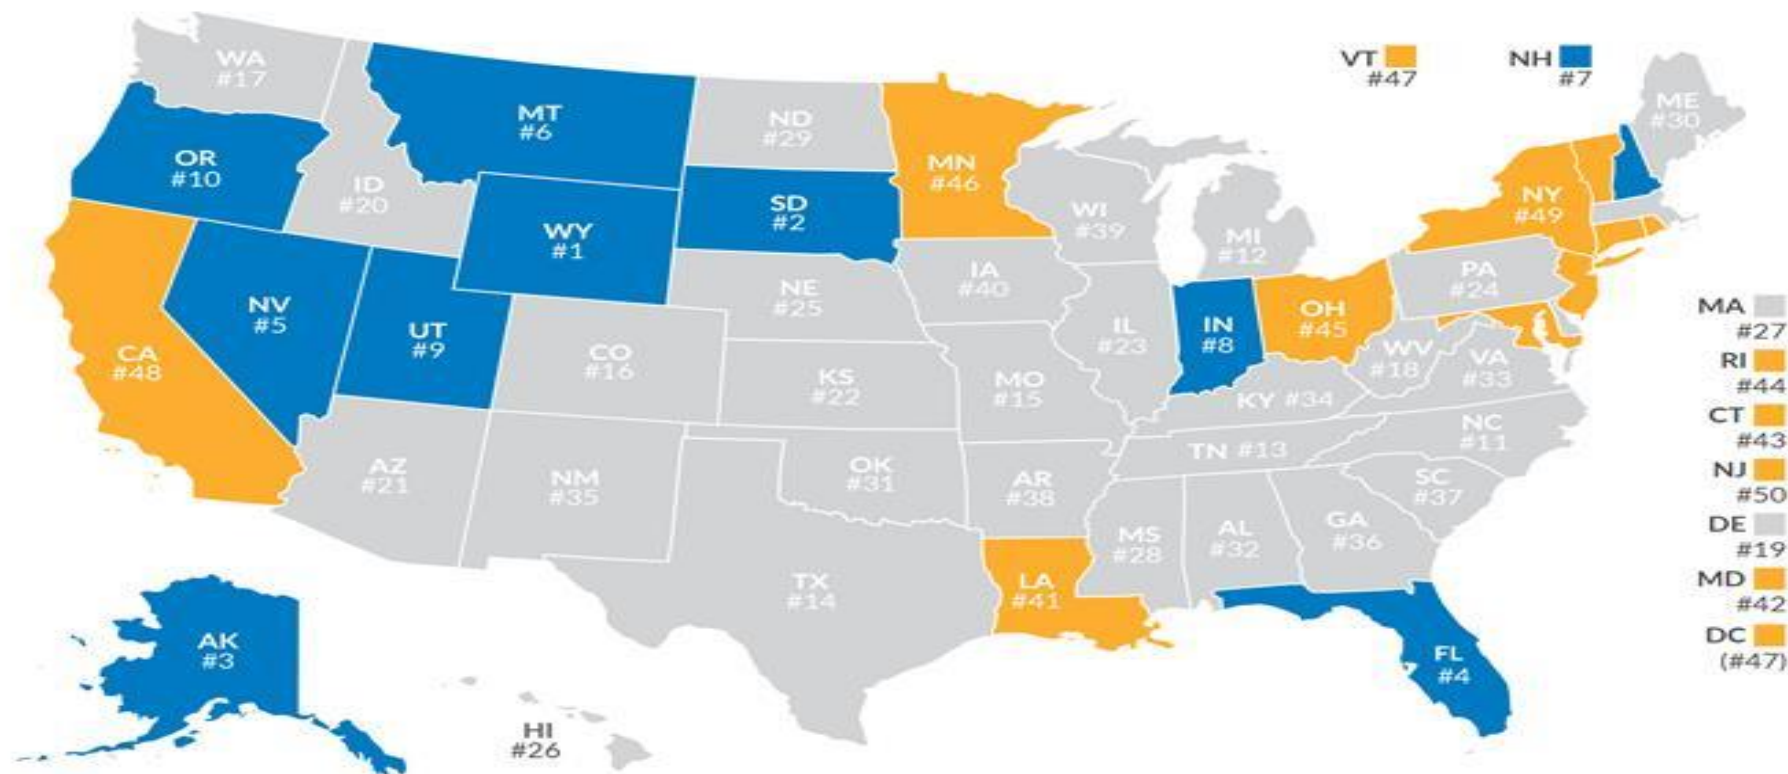 WA
#17
VT
#47
NH
#7
MT
#6
ND
#29
ME
#30
OR
#10
ID
#20
MN
#46
SD
#2
WY
#1
WI
#39
NY
#49
MI
#12
NV
#5
UT
#9
NE
#25
IA
#40
PA
#24
CA
#48
CO
#16
IL
#23
IN
#8
OH
#45
WV
#18
VA
#33
KS
#22
MO
#15
KY #34
NC
#11
TN #13
AZ
#21
NM
#35
OK
#31
AR
#38
SC
#37
MS
#28
AL
#32
GA
#36
TX
#14
LA
#41
AK
#3
FL
#4
HI
#26
MA
#27
RI
#44
CT
#43
NJ
#50
DE
#19
MD
#42
DC
(#47)